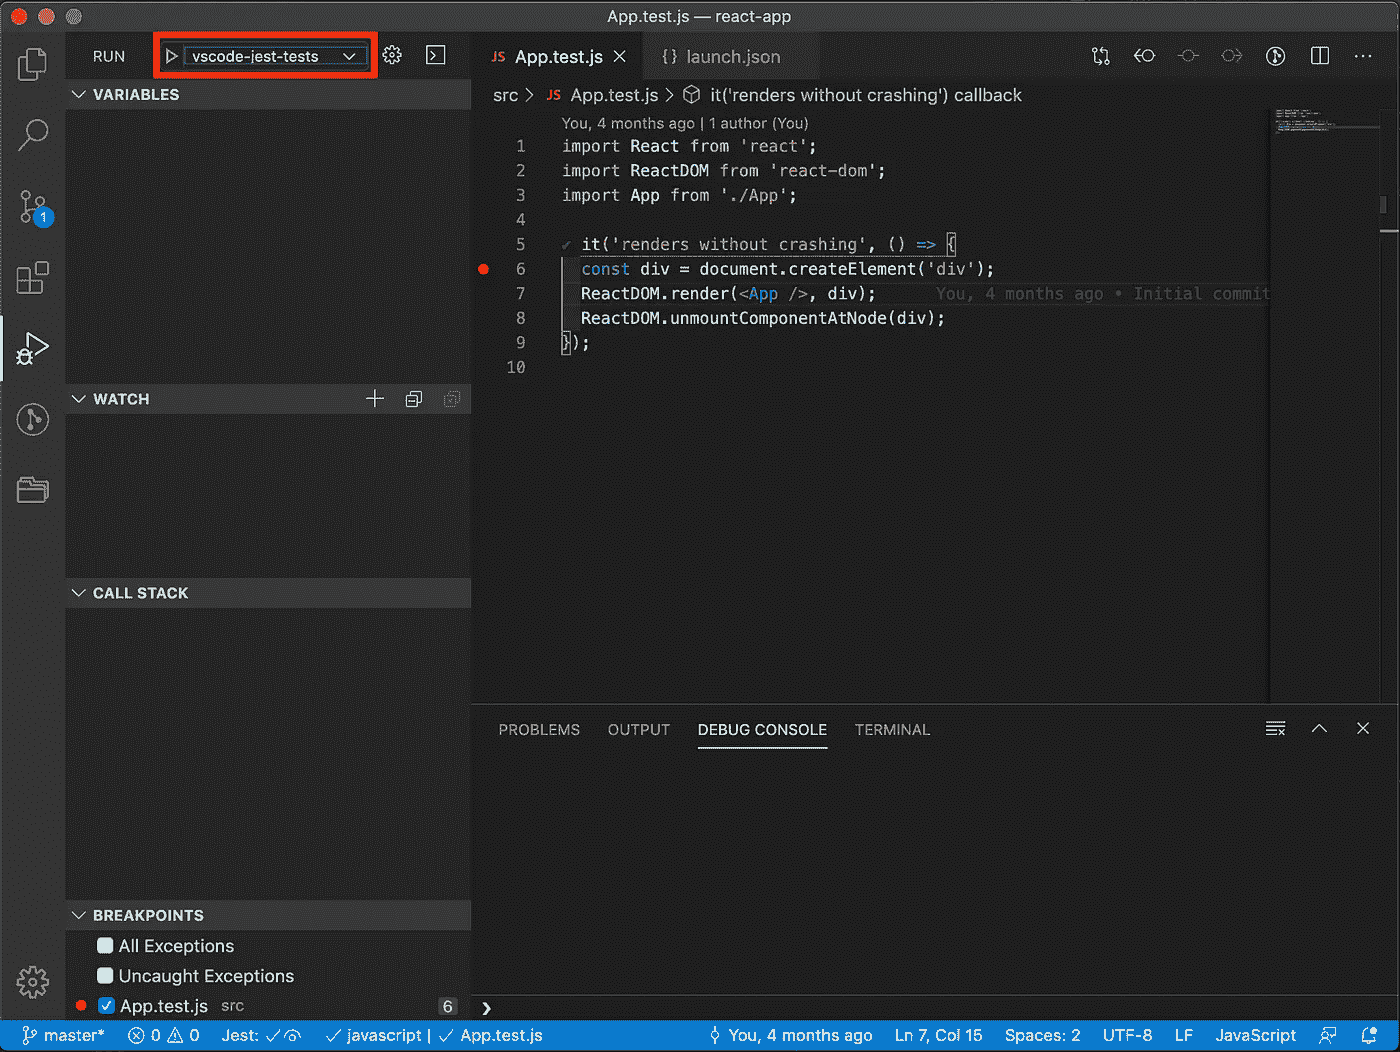 App.test.js — react-app
RUN
vscode-jest-tests
JS App.test.js
{} launch.json
VARIABLES
src > JS App.test.js > it('renders without crashing') callback
You, 4 months ago | 1 author (You)
1 import React from 'react';
2 import ReactDOM from 'react-dom';
3 import App from './App';
4
5 ✓ it('renders without crashing', () => {
6 const div = document.createElement('div');
7 ReactDOM.render(<App />, div); You, 4 months ago • Initial commit
8 ReactDOM.unmountComponentAtNode(div);
9 });
10
1
WATCH
CALL STACK
PROBLEMS
OUTPUT
DEBUG CONSOLE
TERMINAL
BREAKPOINTS
All Exceptions
Uncaught Exceptions
App.test.js src 6
master* 0 0 Jest: ✓ ✓ javascript | ✓ App.test.js You, 4 months ago Ln 7, Col 15 Spaces: 2 UTF-8 LF JavaScript